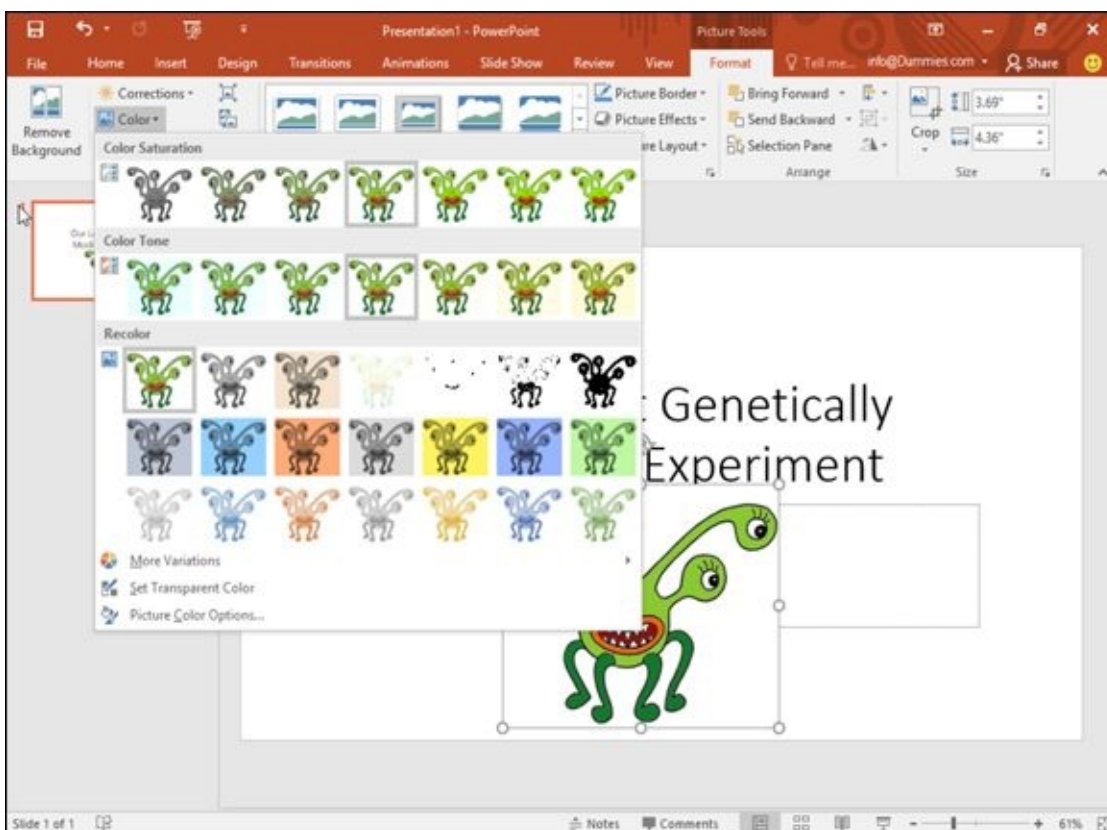 Presentation1 - PowerPoint
Picture Tools
File Home Insert Design Transitions Animations Slide Show Review View Format Tell me... info@Dummies.com Share
Remove
Background
Corrections
Color
Picture Border
Picture Effects
ure Layout
Bring Forward
Send Backward
Selection Pane
Arrange
Crop
3.69"
4.36"
Size
Color Saturation
Color Tone
Recolor
More Variations
Set Transparent Color
Picture Color Options...
1
Genetically
Experiment
Slide 1 of 1
Notes
Comments
61%